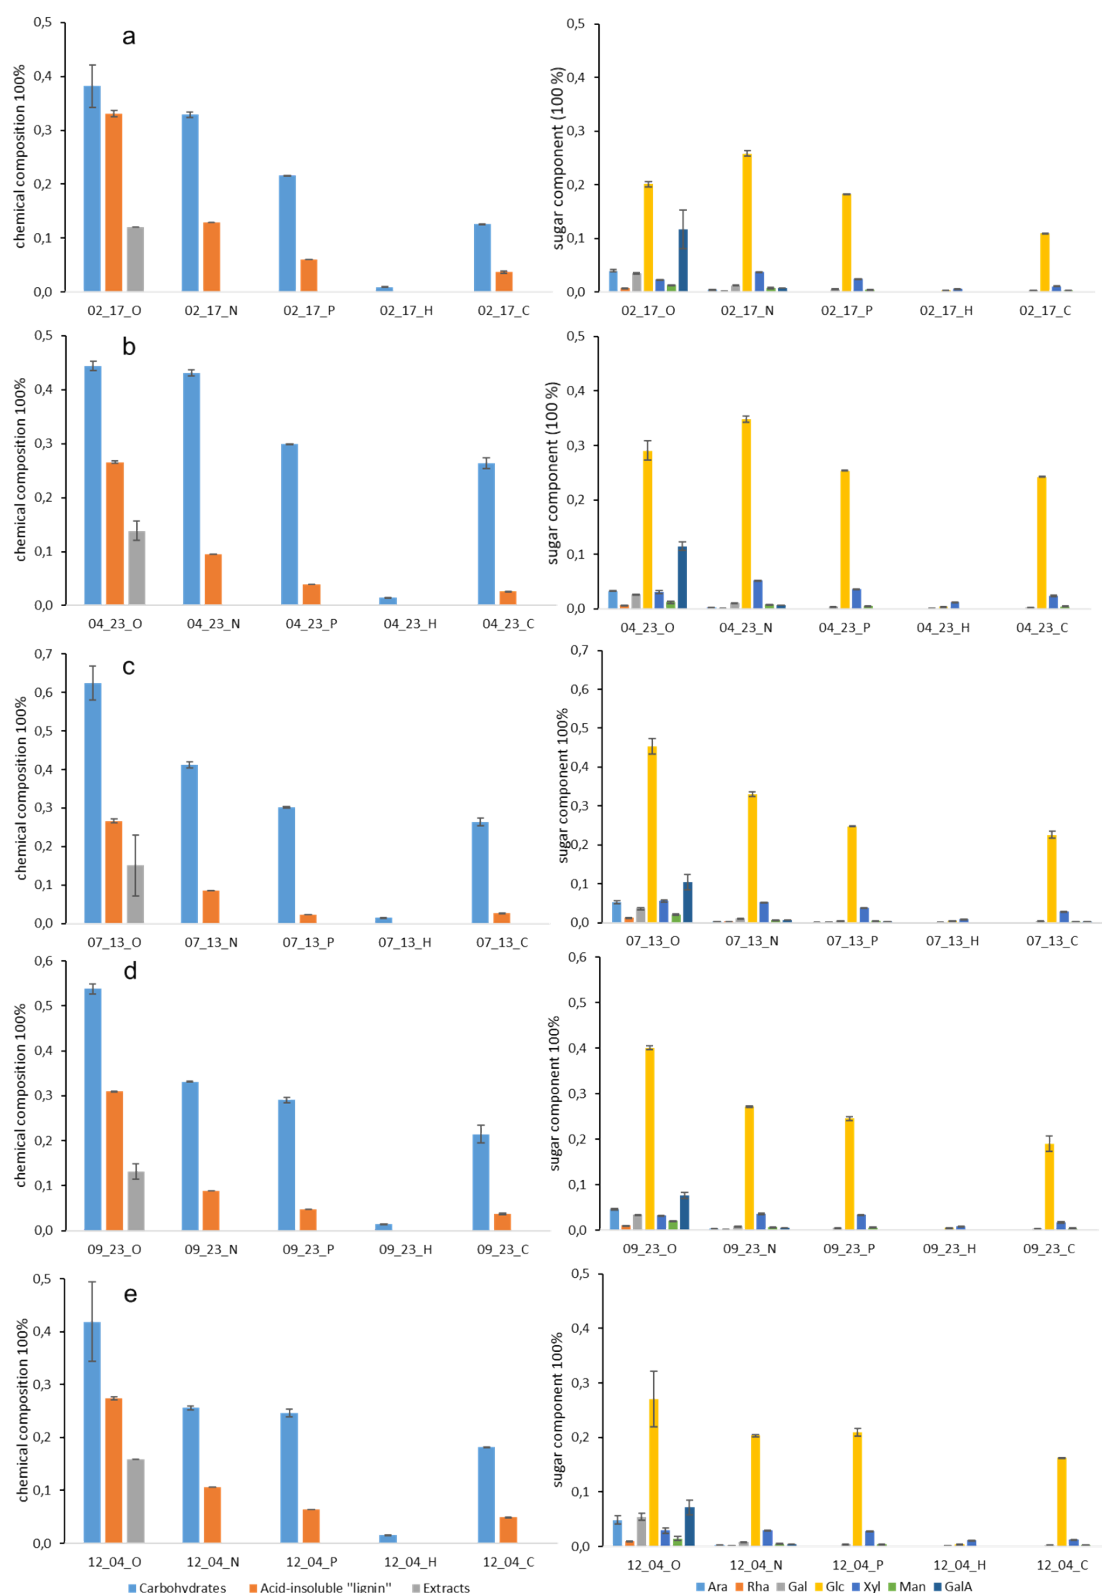 a
chemical composition 100%
0,5
0,4
0,3
0,2
0,1
0,0
02_17_O 02_17_N 02_17_P 02_17_H 02_17_C
sugar component (100 %)
0,5
0,4
0,3
0,2
0,1
0,0
02_17_O 02_17_N 02_17_P 02_17_H 02_17_C
b
chemical composition 100%
0,5
0,4
0,3
0,2
0,1
0,0
04_23_O 04_23_N 04_23_P 04_23_H 04_23_C
sugar component (100 %)
0,5
0,4
0,3
0,2
0,1
0,0
04_23_O 04_23_N 04_23_P 04_23_H 04_23_C
c
chemical composition 100%
0,7
0,6
0,5
0,4
0,3
0,2
0,1
0,0
07_13_O 07_13_N 07_13_P 07_13_H 07_13_C
sugar component 100%
0,7
0,6
0,5
0,4
0,3
0,2
0,1
0,0
07_13_O 07_13_N 07_13_P 07_13_H 07_13_C
d
chemical composition 100%
0,6
0,5
0,4
0,3
0,2
0,1
0,0
09_23_O 09_23_N 09_23_P 09_23_H 09_23_C
sugar component 100%
0,6
0,5
0,4
0,3
0,2
0,1
0,0
09_23_O 09_23_N 09_23_P 09_23_H 09_23_C
e
chemical composition 100%
0,5
0,4
0,3
0,2
0,1
0,0
12_04_O 12_04_N 12_04_P 12_04_H 12_04_C
Carbohydrates Acid-insoluble "lignin" Extracts
sugar component 100%
0,5
0,4
0,3
0,2
0,1
0,0
12_04_O 12_04_N 12_04_P 12_04_H 12_04_C
Ara Rha Gal Glc Xyl Man GalA